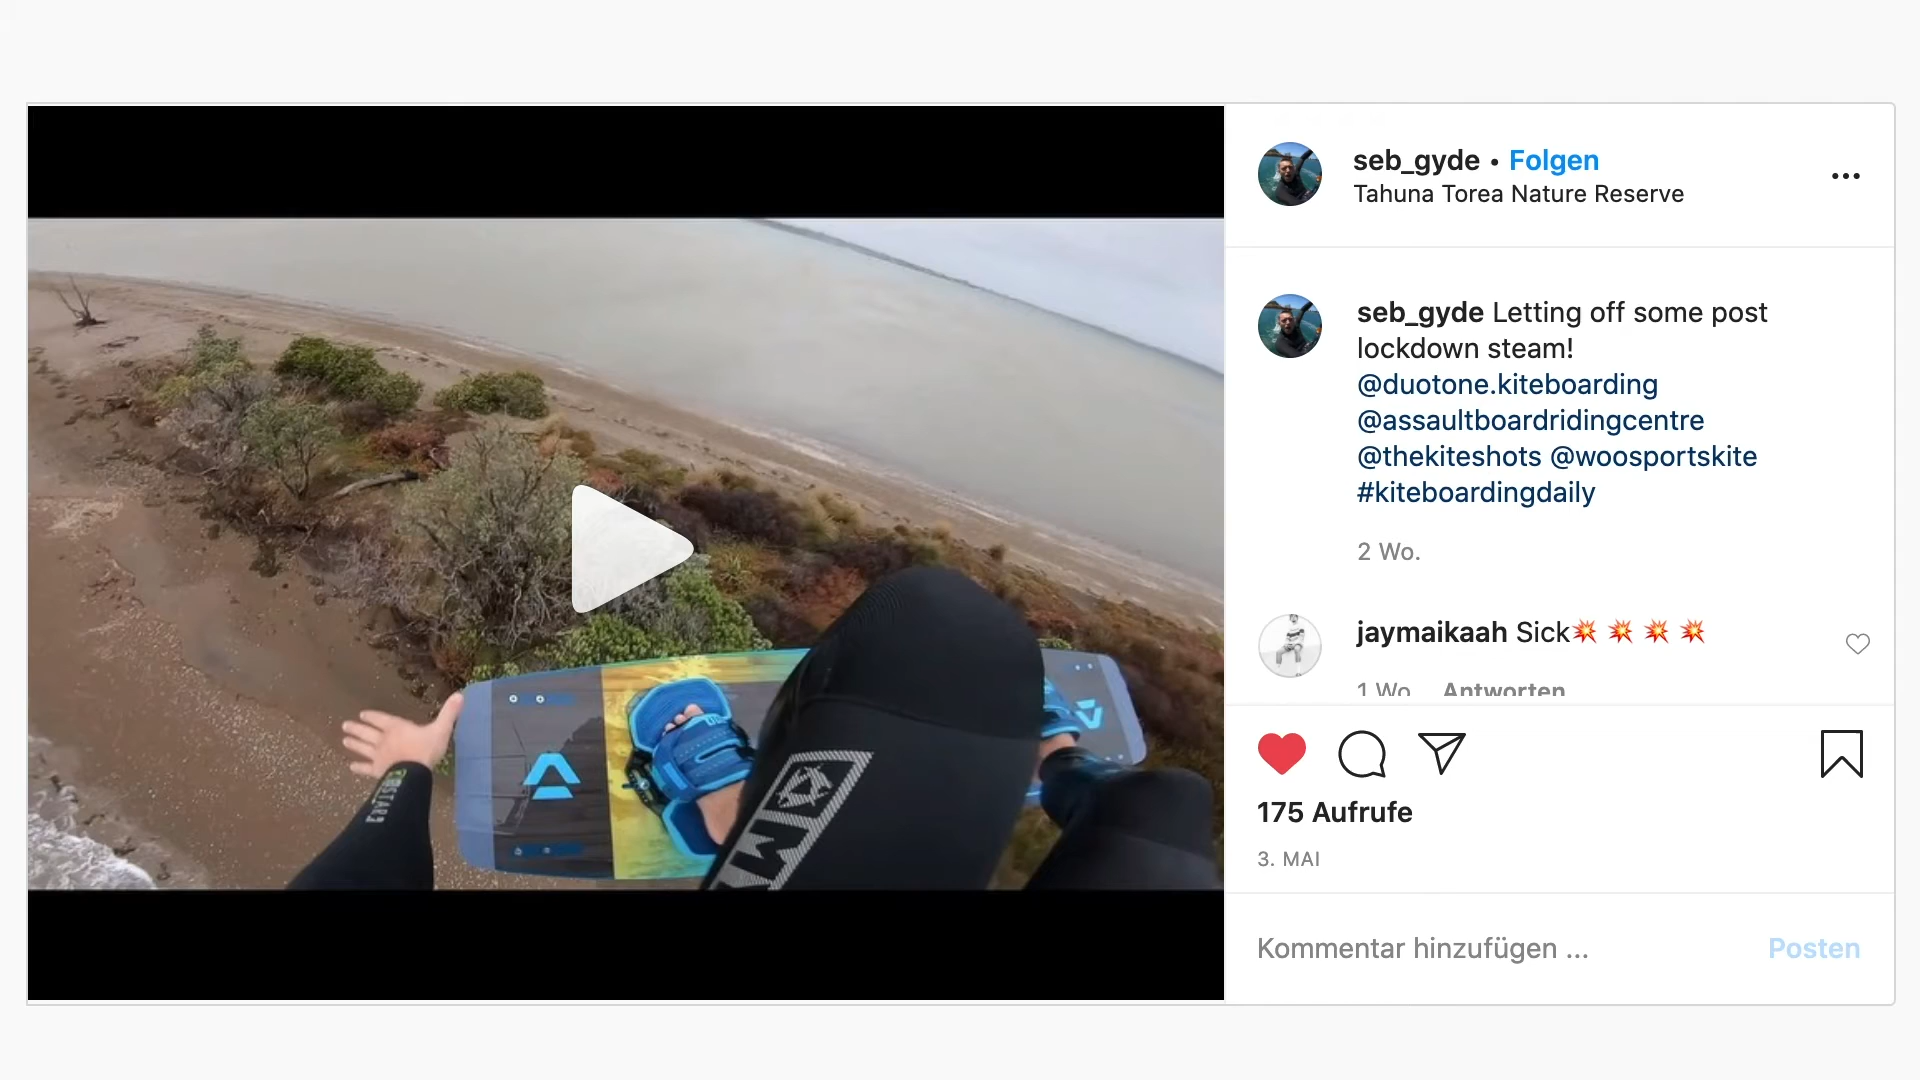 seb_gyde • Folgen
Tahuna Torea Nature Reserve
seb_gyde Letting off some post
lockdown steam!
@duotone.kiteboarding
@assaultboardridingcentre
@thekiteshots @woosportskite
#kiteboardingdaily
2 Wo.
jaymaikaah Sick💥 💥 💥 💥
1 Wo. Antworten
175 Aufrufe
3. MAI
Kommentar hinzufügen ...
Posten